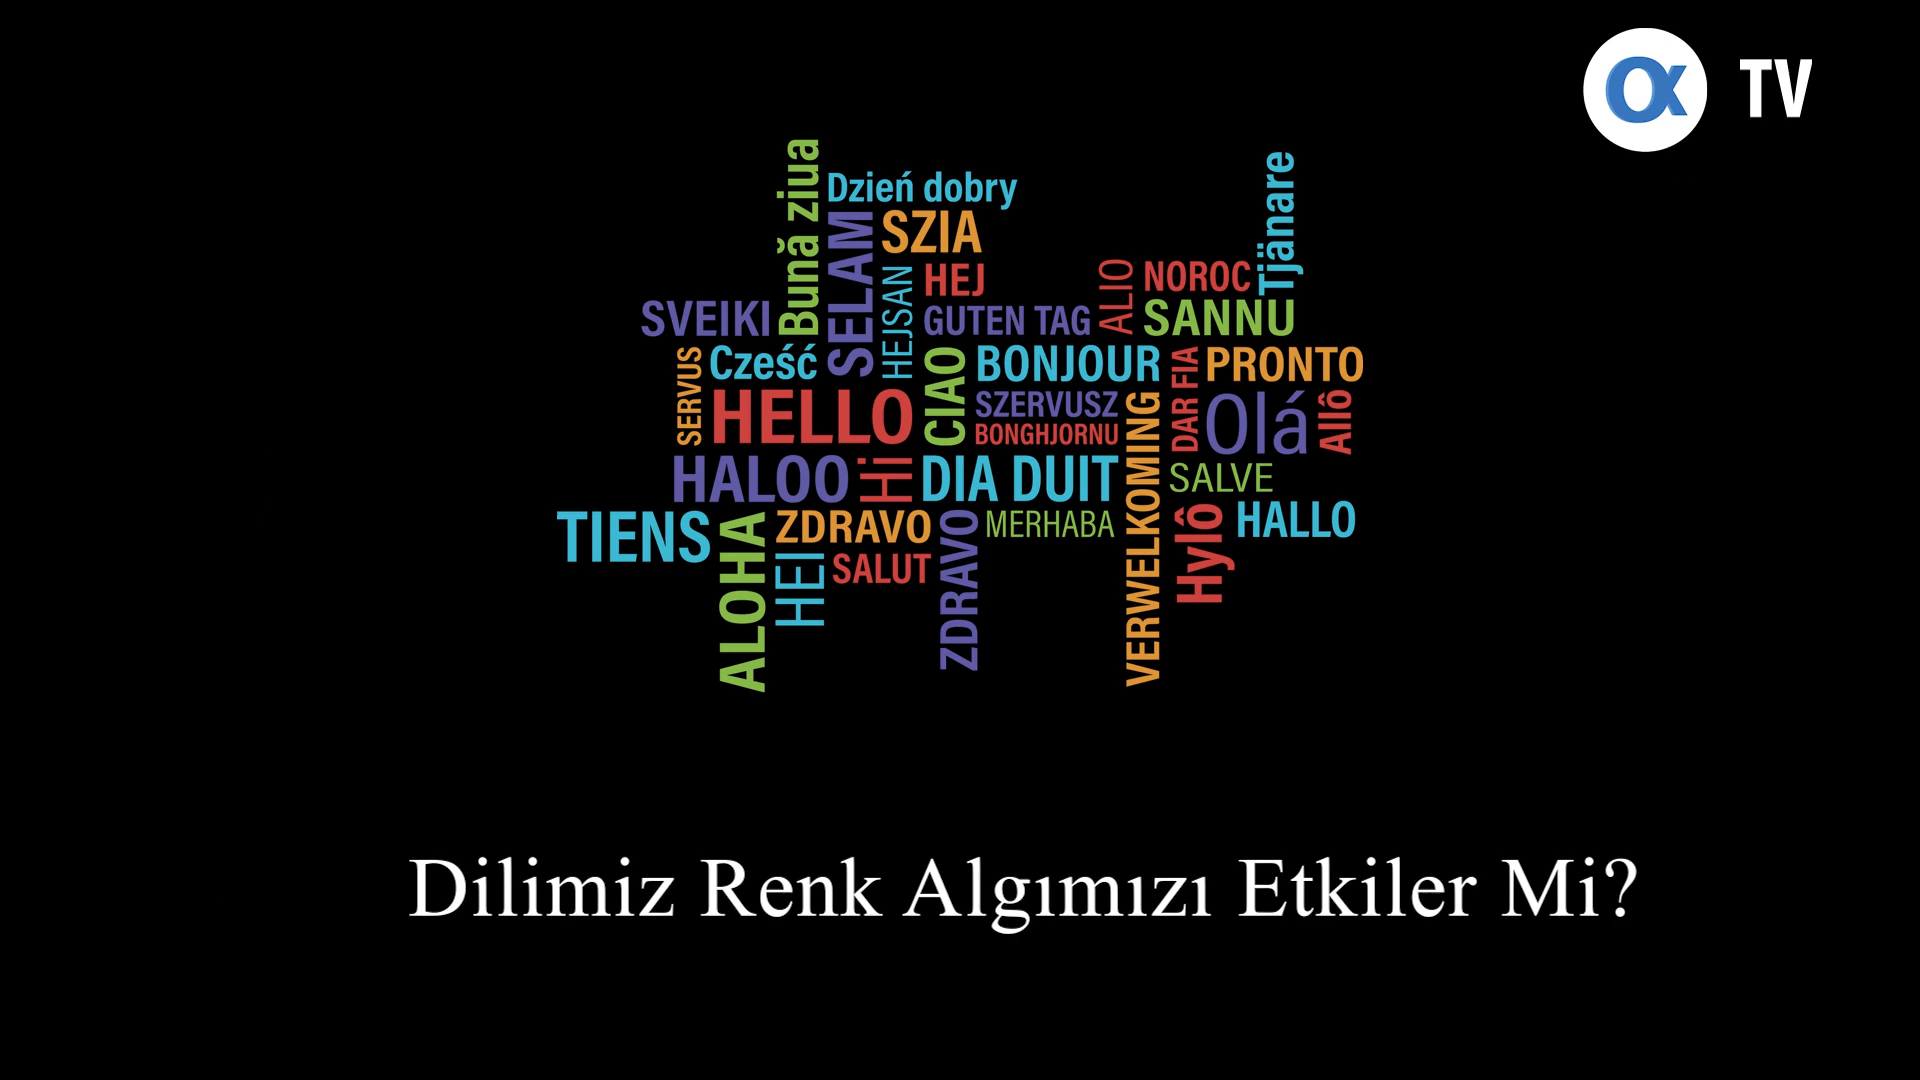 α TV
Bună ziua
Dzień dobry
Tjänare
SELAM
SZIA
HEJSAN
HEJ
ALIO
NOROC
SVEIKI
GUTEN TAG
SANNU
SERVUS
Cześć
CIAO
BONJOUR
DAR FIA
PRONTO
HELLO
SZERVUSZ
BONGHJORNU
VERWELKOMING
Olá
Allô
HALOO
Hi
DIA DUIT
SALVE
TIENS
ALOHA
ZDRAVO
ZDRAVO
MERHABA
Hylô
HALLO
HEI
SALUT
Dilimiz Renk Algımızı Etkiler Mi?